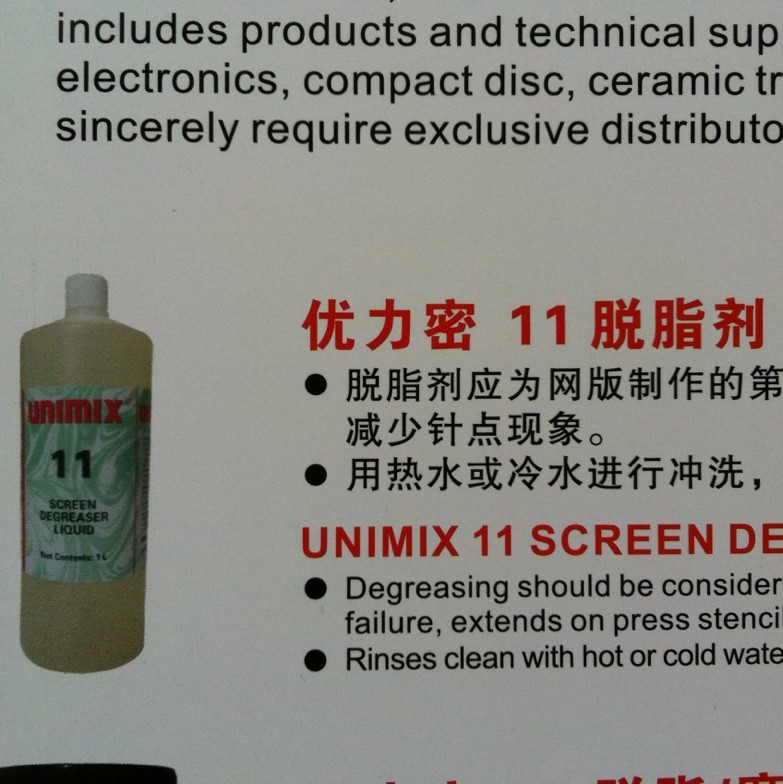 includes products and technical sup
electronics, compact disc, ceramic tr
sincerely require exclusive distributo
优力密 11 脱脂剂
● 脱脂剂应为网版制作的第
减少针点现象。
● 用热水或冷水进行冲洗，
UNIMIX 11 SCREEN DE
● Degreasing should be consider
failure, extends on press stenci
● Rinses clean with hot or cold wate
UNIMIX
11
SCREEN
DEGREASER
LIQUID
Net Contents: 1 L